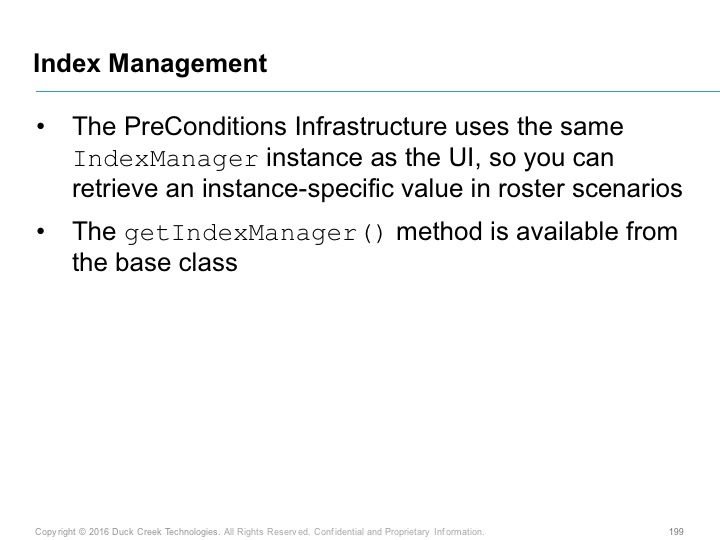 Index Management
• The PreConditions Infrastructure uses the same
IndexManager instance as the UI, so you can
retrieve an instance-specific value in roster scenarios
• The getIndexManager() method is available from
the base class
Copyright © 2016 Duck Creek Technologies. All Rights Reserved. Confidential and Proprietary Information. 199